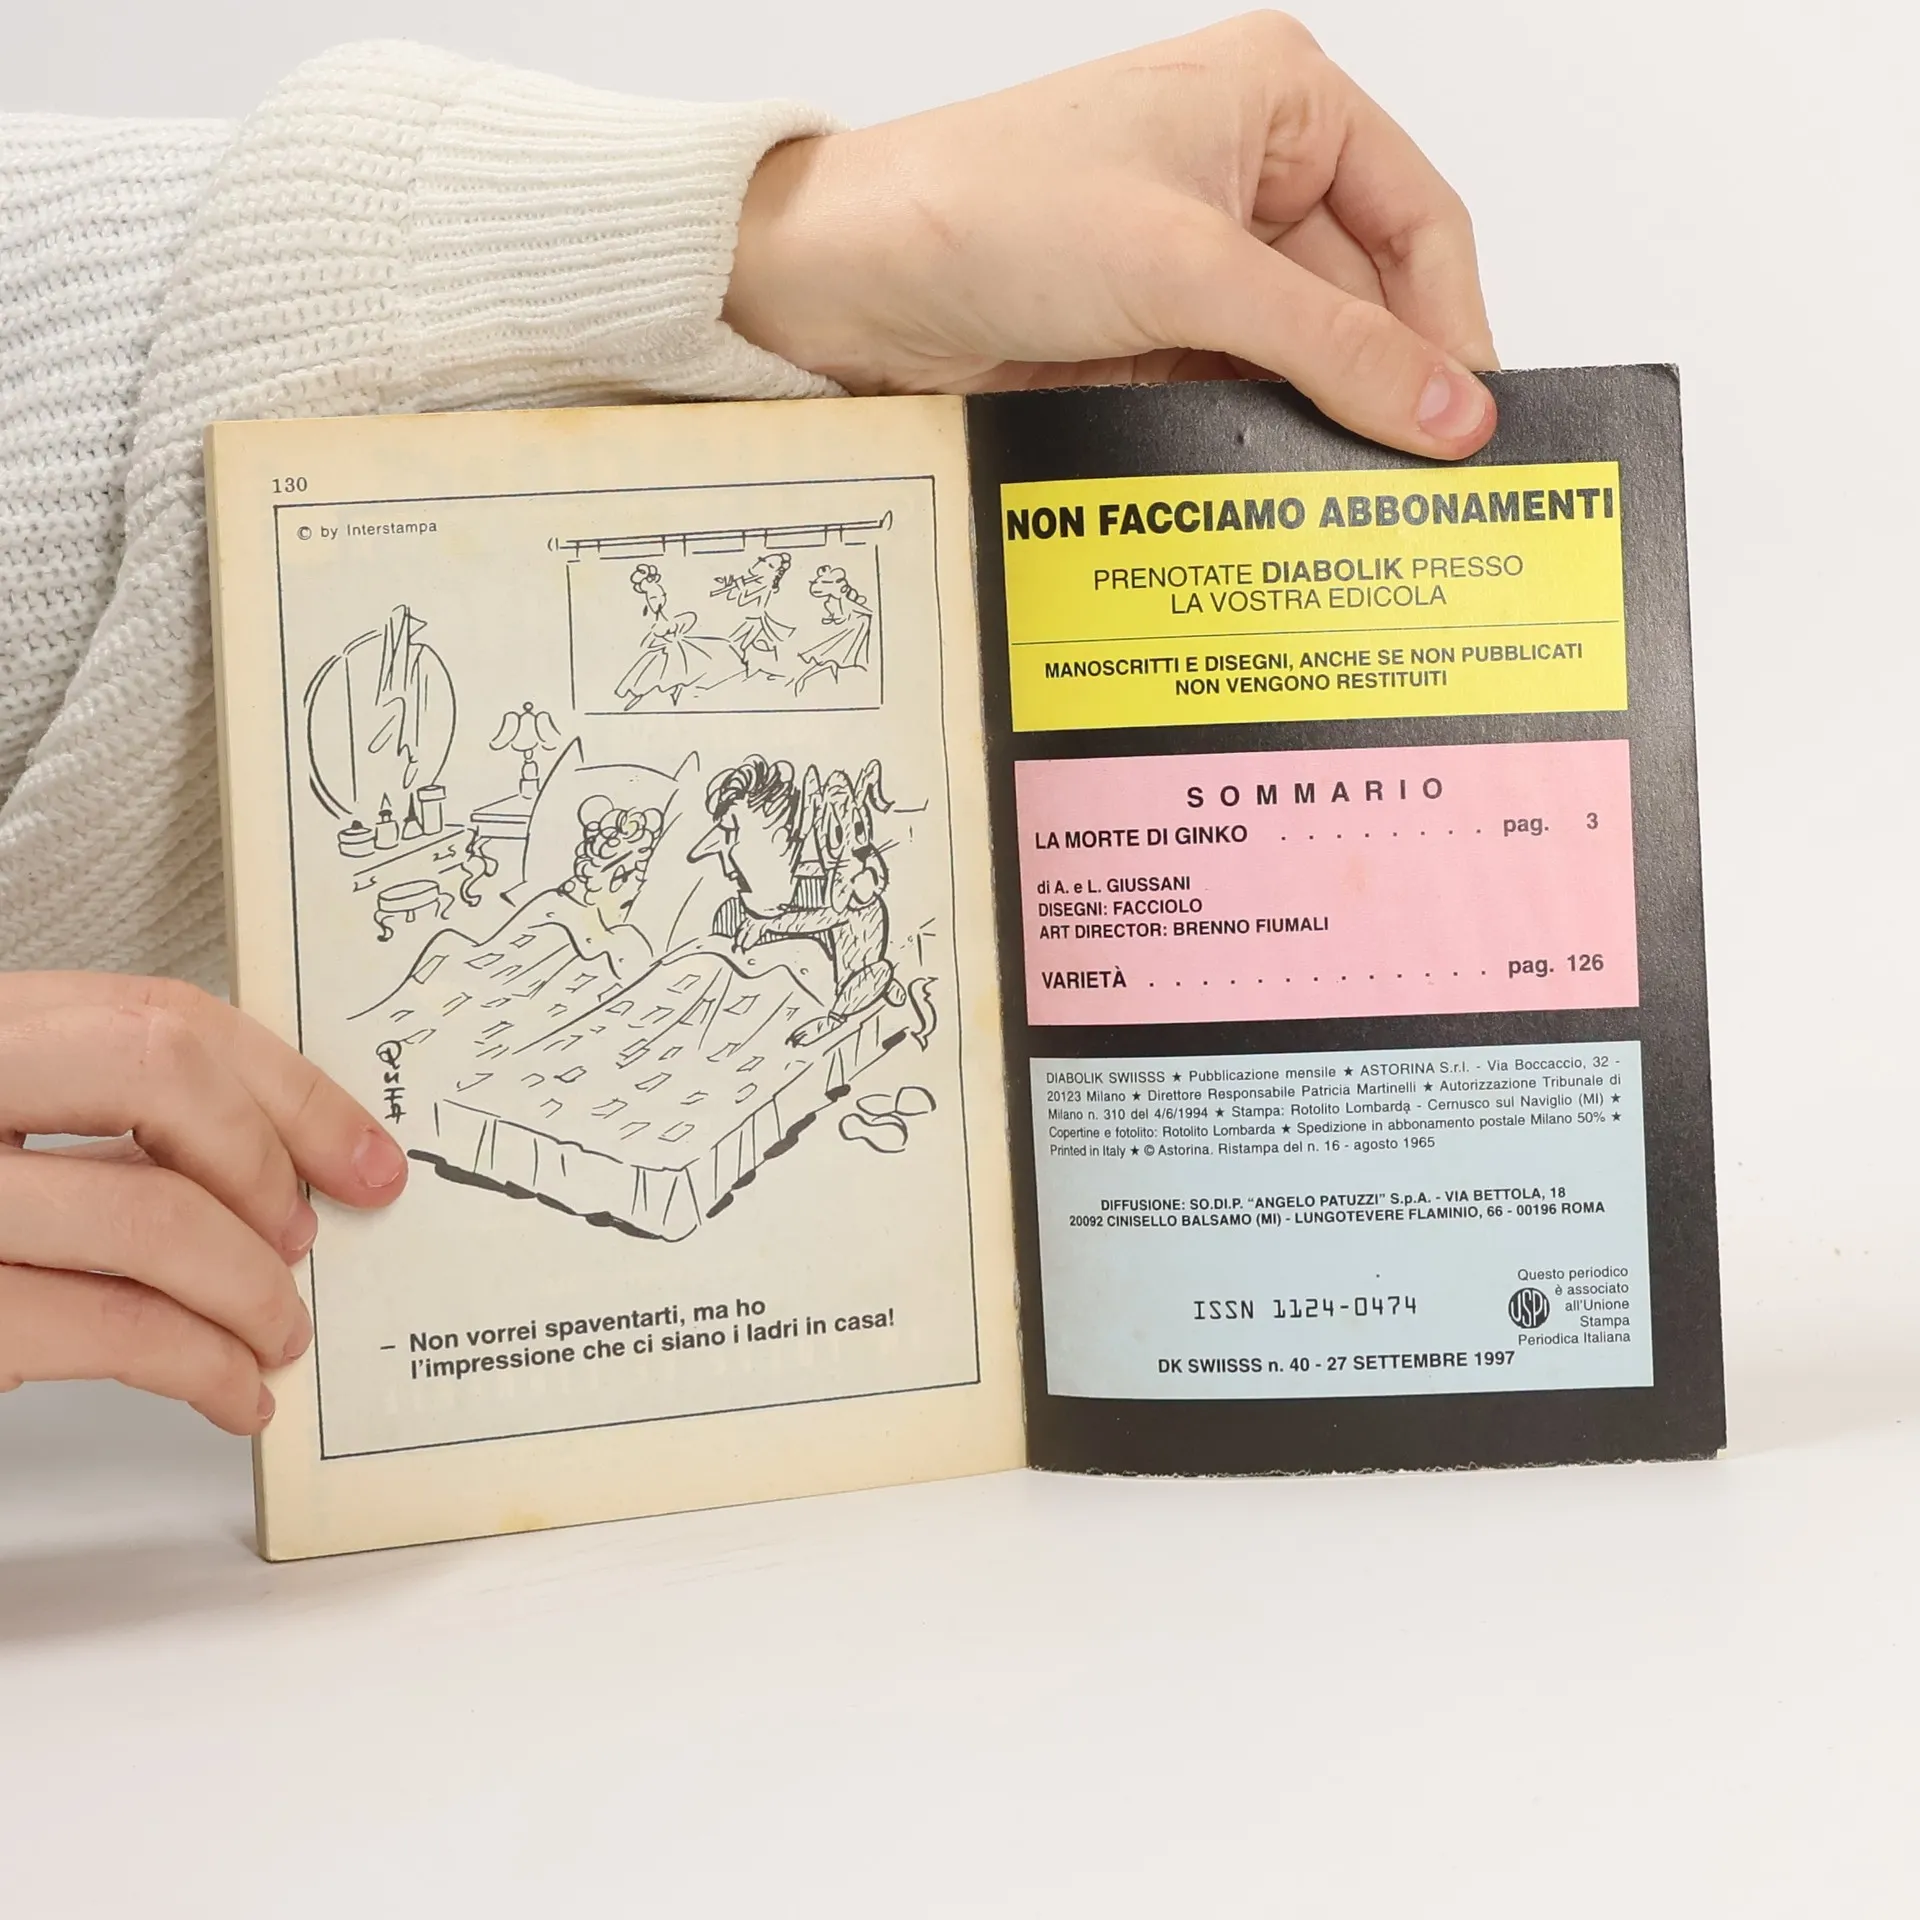 130
© by Interstampa
– Non vorrei spaventarti, ma ho
l'impressione che ci siano i ladri in casa!
NON FACCIAMO ABBONAMENTI
PRENOTATE DIABOLIK PRESSO
LA VOSTRA EDICOLA
MANOSCRITTI E DISEGNI, ANCHE SE NON PUBBLICATI
NON VENGONO RESTITUITI
SOMMARIO
LA MORTE DI GINKO . . . . . . . . pag. 3
di A. e L. GIUSSANI
DISEGNI: FACCIOLO
ART DIRECTOR: BRENNO FIUMALI
VARIETÀ . . . . . . . . . . . . . pag. 126
DIABOLIK SWIISSS ★ Pubblicazione mensile ★ ASTORINA S.r.l. - Via Boccaccio, 32 -
20123 Milano ★ Direttore Responsabile Patricia Martinelli ★ Autorizzazione Tribunale di
Milano n. 310 del 4/6/1994 ★ Stampa: Rotolito Lombarda - Cernusco sul Naviglio (MI) ★
Copertine e fotolito: Rotolito Lombarda ★ Spedizione in abbonamento postale Milano 50% ★
Printed in Italy ★ © Astorina. Ristampa del n. 16 - agosto 1965
DIFFUSIONE: SO.DI.P. "ANGELO PATUZZI" S.p.A. - VIA BETTOLA, 18
20092 CINISELLO BALSAMO (MI) - LUNGOTEVERE FLAMINIO, 66 - 00196 ROMA
ISSN 1124-0474
Questo periodico
è associato
all'Unione
Stampa
Periodica Italiana
USPI
DK SWIISSS n. 40 - 27 SETTEMBRE 1997